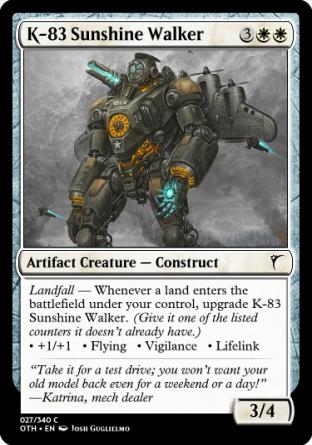 K-83 Sunshine Walker 3
Artifact Creature — Construct
Landfall — Whenever a land enters the
battlefield under your control, upgrade K-83
Sunshine Walker. (Give it one of the listed
counters it doesn't already have.)
• +1/+1 • Flying • Vigilance • Lifelink
"Take it for a test drive; you won't want your
old model back even for a weekend or a day!"
—Katrina, mech dealer
3/4
027/340 C
OTH • EN Josh Guglielmo